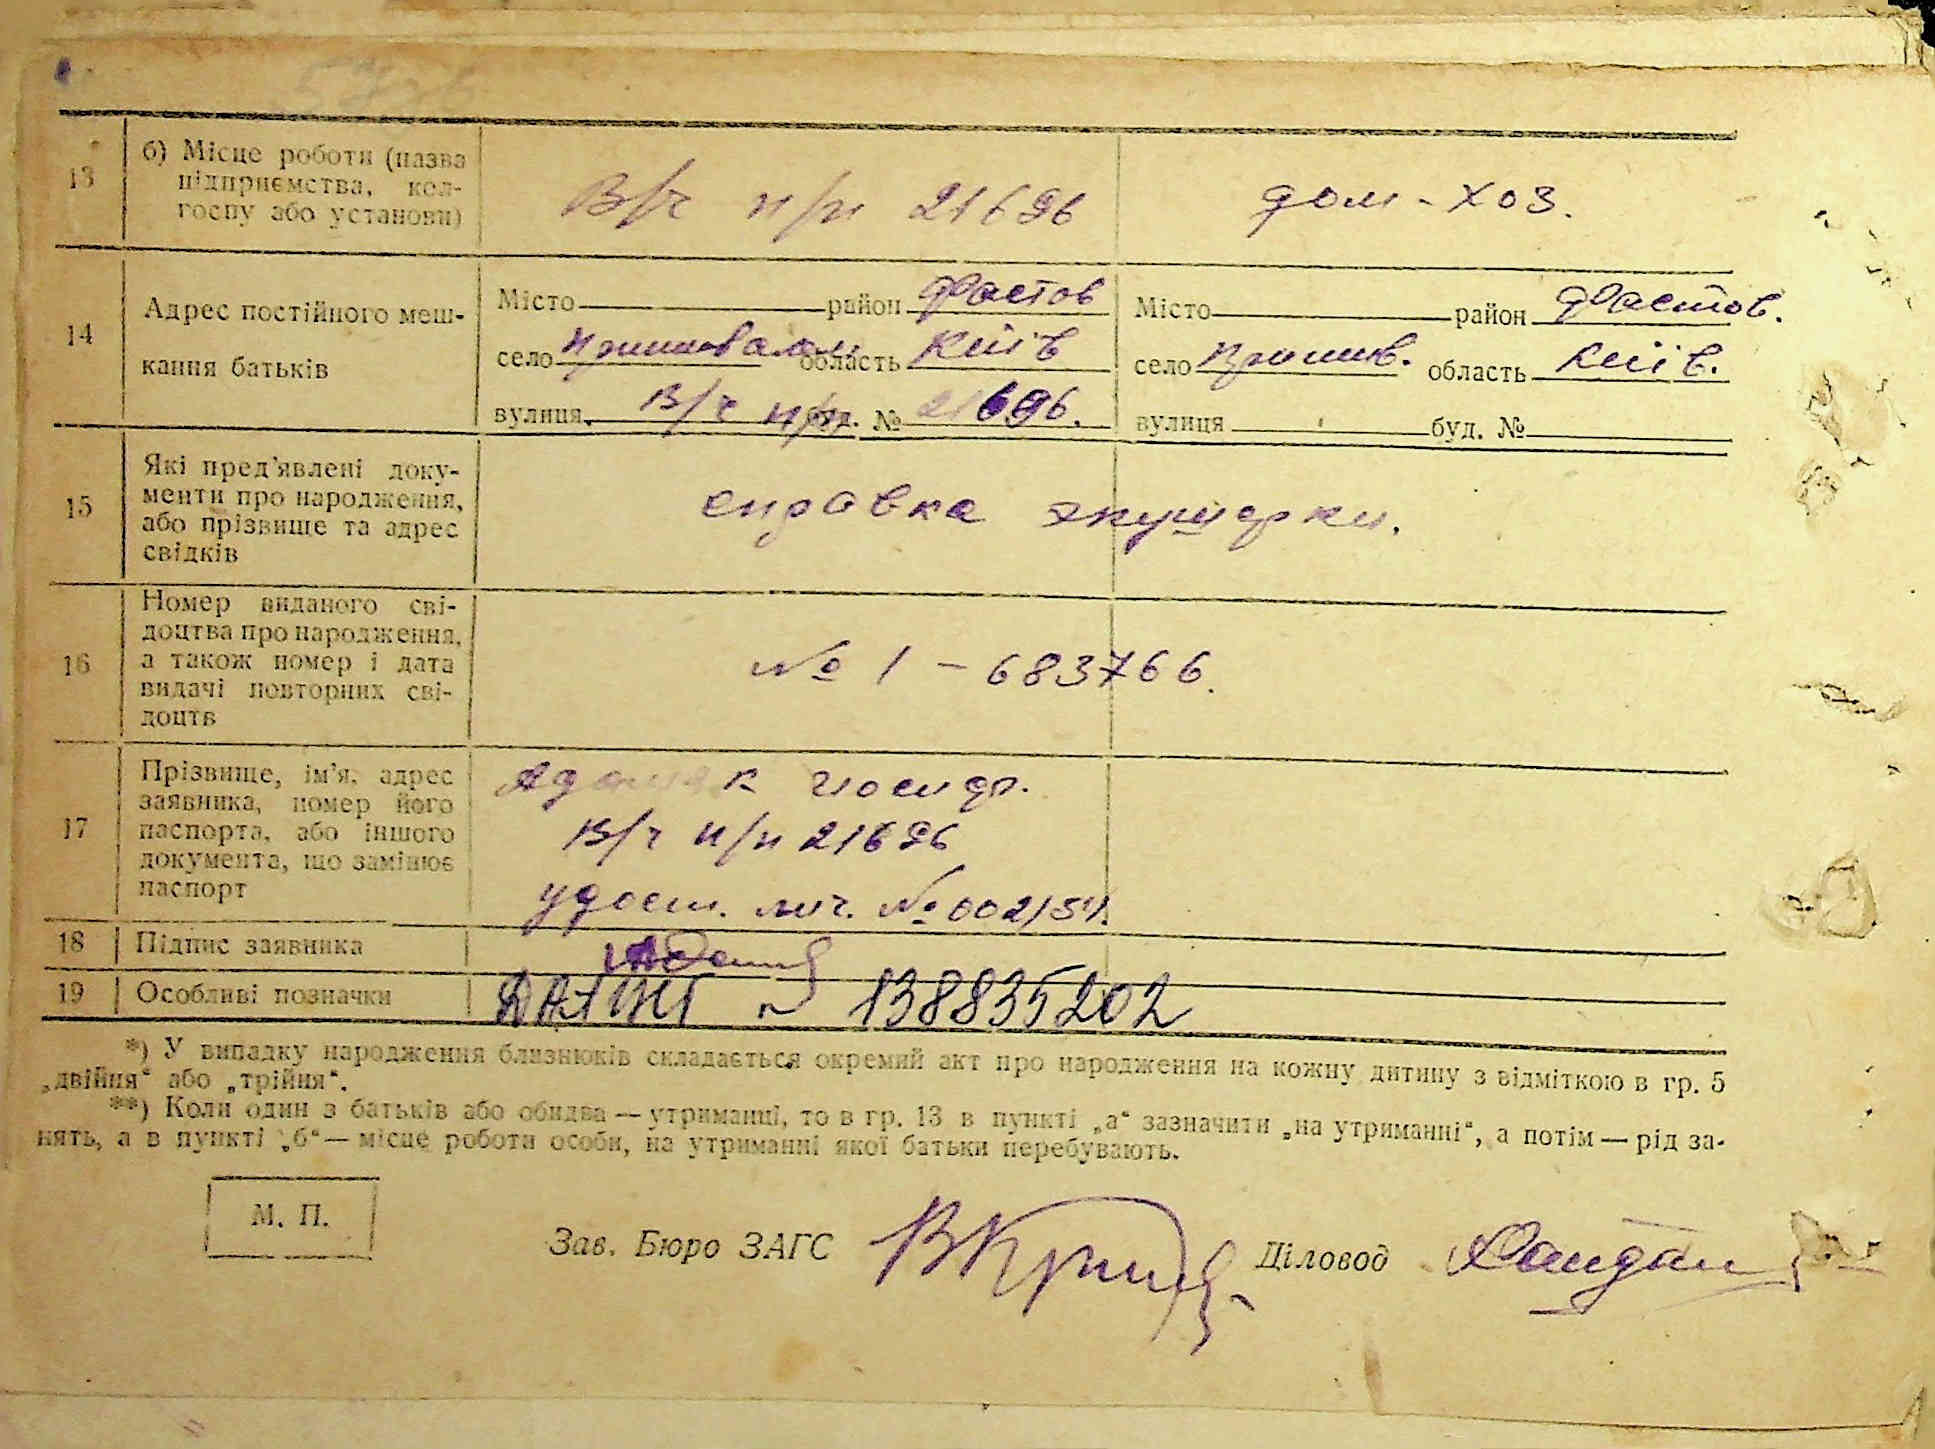 13
б) Місце роботи (назва
підприємства, кол-
госпу або установи)
В/ч п/п 21696
дом-хоз.
14
Адрес постійного меш-
кання батьків
Місто район Фастов
село область Київ
вулиця В/ч п/п. № 21696.
Місто район Фастов.
село область Київ.
вулиця буд. №
15
Які пред'явлені доку-
менти про народження,
або прізвище та адрес
свідків
справка экушерки.
16
Номер виданого сві-
доцтва про народження,
а також номер і дата
видачі повторних сві-
доцтв
№ 1 - 683766.
17
Прізвище, ім'я, адрес
заявника, номер його
паспорта, або іншого
документа, що замінює
паспорт
В/ч п/п 21696
удост. лич. №
18
Підпис заявника
19
Особливі позначки
N 138835202
*) У випадку народження близнюків складається окремий акт про народження на кожну дитину з відміткою в гр. 5
„двійня“ або „трійня“.
**) Коли один з батьків або обидва — утриманці, то в гр. 13 в пункті „а“ зазначити „на утриманні“, а потім — рід за-
нять, а в пункті „б“ — місце роботи особи, на утриманні якої батьки перебувають.
М. П.
Зав. Бюро ЗАГС
Діловод